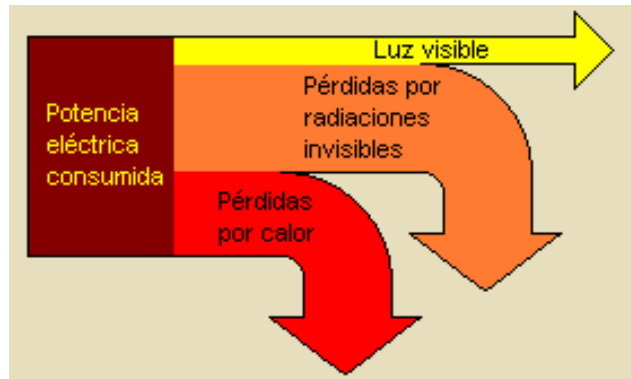 Luz visible
Potencia
eléctrica
consumida
Pérdidas por
radiaciones
invisibles
Pérdidas
por calor